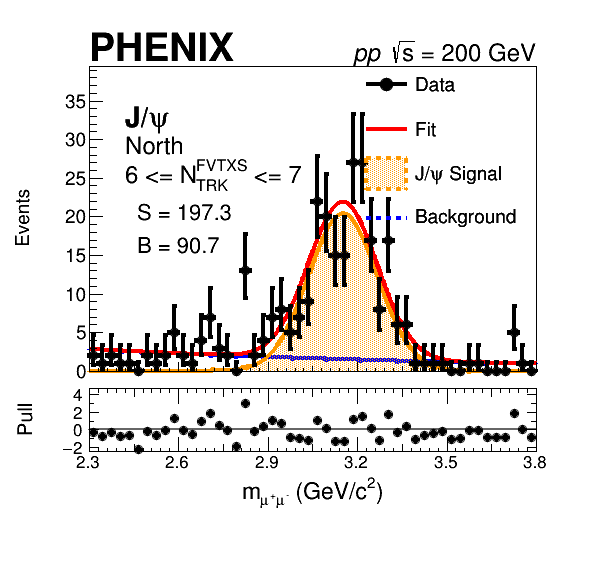 PHENIX
pp √s = 200 GeV
Data
Fit
J/ψ Signal
Background
J/ψ
North
6 <= N^FVTXS_TRK <= 7
S = 197.3
B = 90.7
Events
35
30
25
20
15
10
5
0
Pull
4
2
0
−2
2.3 2.6 2.9 3.2 3.5 3.8
m_μ⁺μ⁻ (GeV/c²)